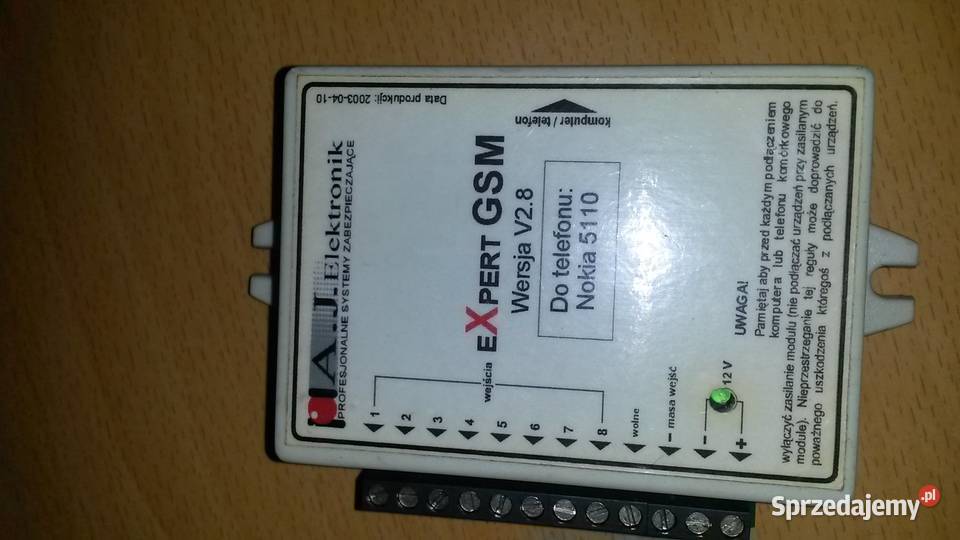 A.J. Elektronik
PROFESJONALNE SYSTEMY ZABEZPIECZAJĄCE
Data produkcji: 2003-04-10
EXPERT GSM
Wersja V2.8
Do telefonu:
Nokia 5110
komputer / telefon
wejścia
1
2
3
4
5
6
7
8
wolne
– masa wejść
–
+
12 V
UWAGA!
Pamiętaj aby przed każdym podłączeniem
komputera lub telefonu komórkowego
wyłączyć zasilanie modułu (nie podłączać urządzeń przy zasilanym
module). Nieprzestrzeganie tej reguły może doprowadzić do
poważnego uszkodzenia któregoś z podłączanych urządzeń.
Sprzedajemy.pl